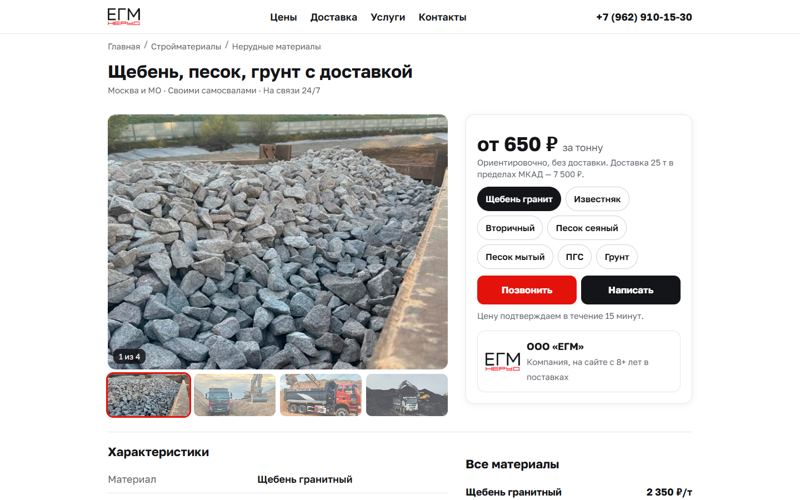 ЕГМ
НЕРУД
Цены Доставка Услуги Контакты
+7 (962) 910-15-30
Главная / Стройматериалы / Нерудные материалы
Щебень, песок, грунт с доставкой
Москва и МО · Своими самосвалами · На связи 24/7
1 из 4
от 650 ₽ за тонну
Ориентировочно, без доставки. Доставка 25 т в
пределах МКАД — 7 500 ₽.
Щебень гранит Известняк
Вторичный Песок сеяный
Песок мытый ПГС Грунт
Позвонить Написать
Цену подтверждаем в течение 15 минут.
ЕГМ
НЕРУД
ООО «ЕГМ»
Компания, на сайте с 8+ лет в
поставках
Характеристики
Материал Щебень гранитный
Все материалы
Щебень гранитный 2 350 ₽/т